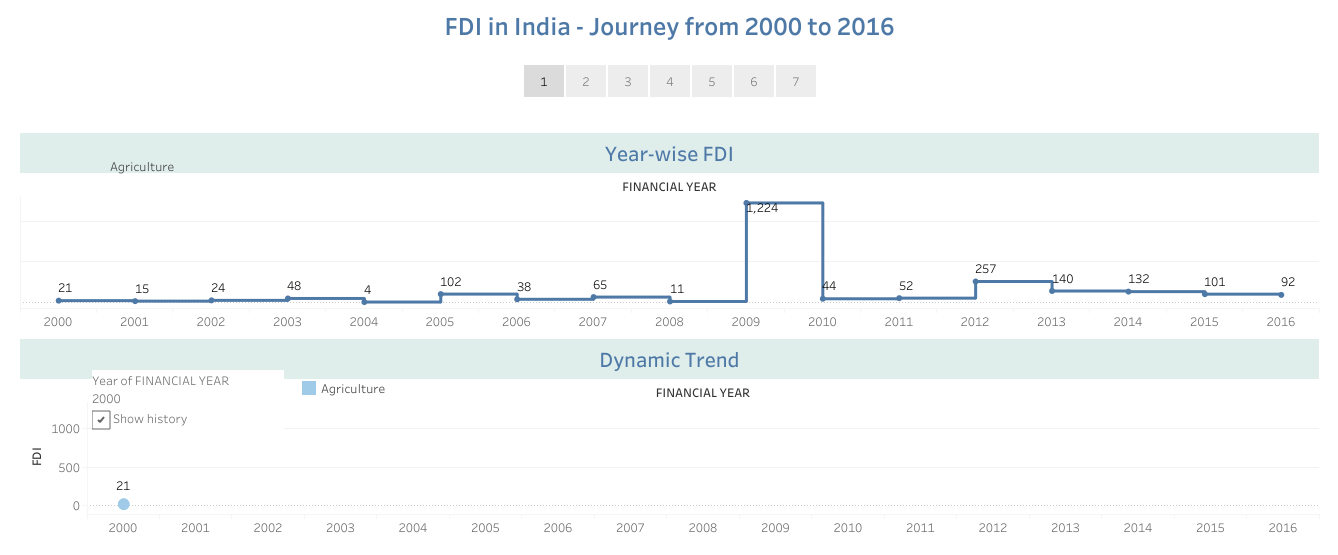 FDI in India - Journey from 2000 to 2016
1 2 3 4 5 6 7
Year-wise FDI
Agriculture
FINANCIAL YEAR
21 15 24 48 4 102 38 65 11 1,224 44 52 257 140 132 101 92
2000 2001 2002 2003 2004 2005 2006 2007 2008 2009 2010 2011 2012 2013 2014 2015 2016
Dynamic Trend
Year of FINANCIAL YEAR
2000
Show history
Agriculture
FINANCIAL YEAR
FDI
1000
500
0
21
2000 2001 2002 2003 2004 2005 2006 2007 2008 2009 2010 2011 2012 2013 2014 2015 2016